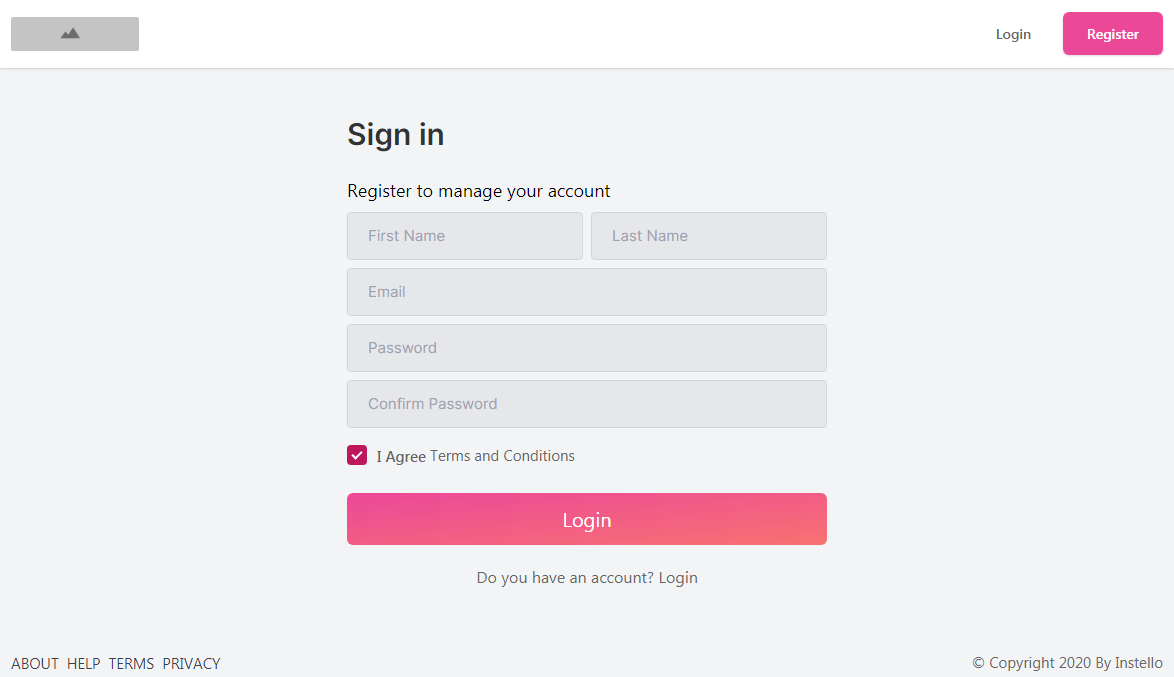 Login Register
Sign in
Register to manage your account
First Name Last Name
Email
Password
Confirm Password
I Agree Terms and Conditions
Login
Do you have an account? Login
ABOUT HELP TERMS PRIVACY © Copyright 2020 By Instello